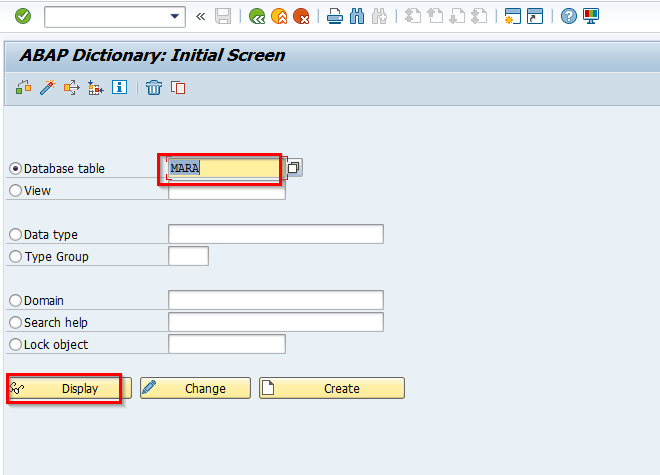 ABAP Dictionary: Initial Screen
Database table MARA
View
Data type
Type Group
Domain
Search help
Lock object
Display Change Create